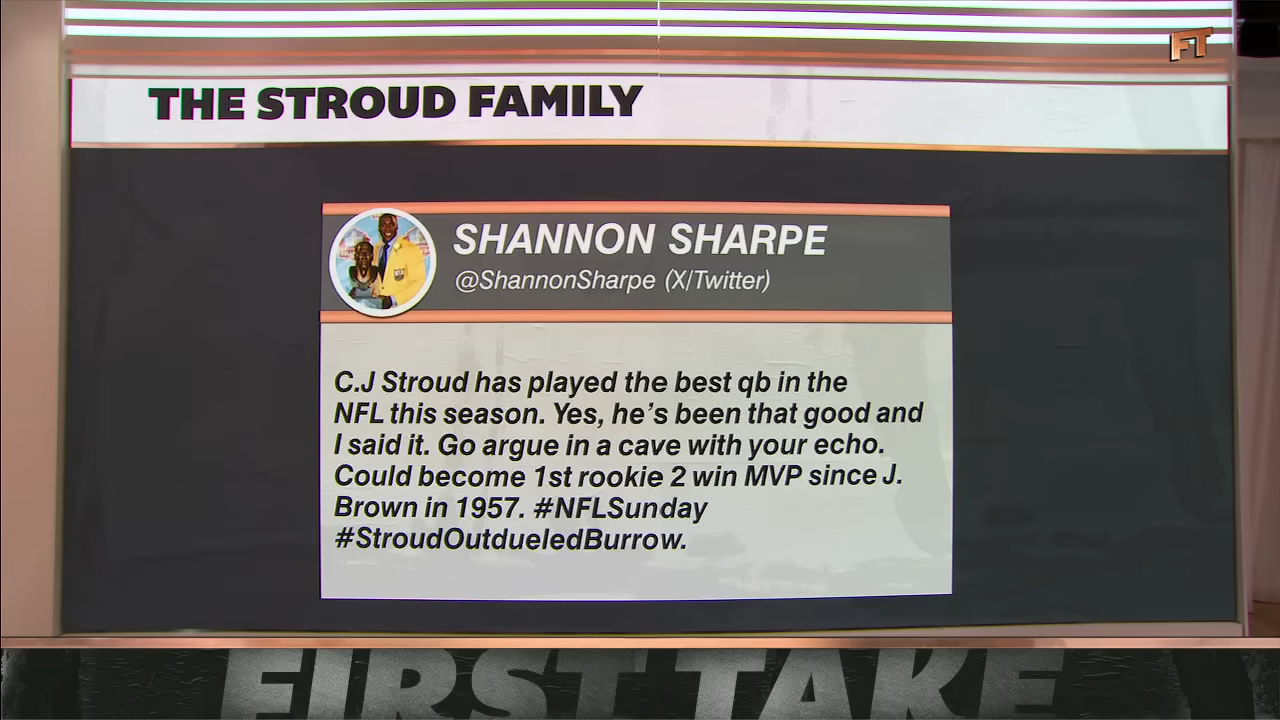 FT
THE STROUD FAMILY
SHANNON SHARPE
@ShannonSharpe (X/Twitter)
C.J Stroud has played the best qb in the
NFL this season. Yes, he's been that good and
I said it. Go argue in a cave with your echo.
Could become 1st rookie 2 win MVP since J.
Brown in 1957. #NFLSunday
#StroudOutdueledBurrow.
FIRST TAKE